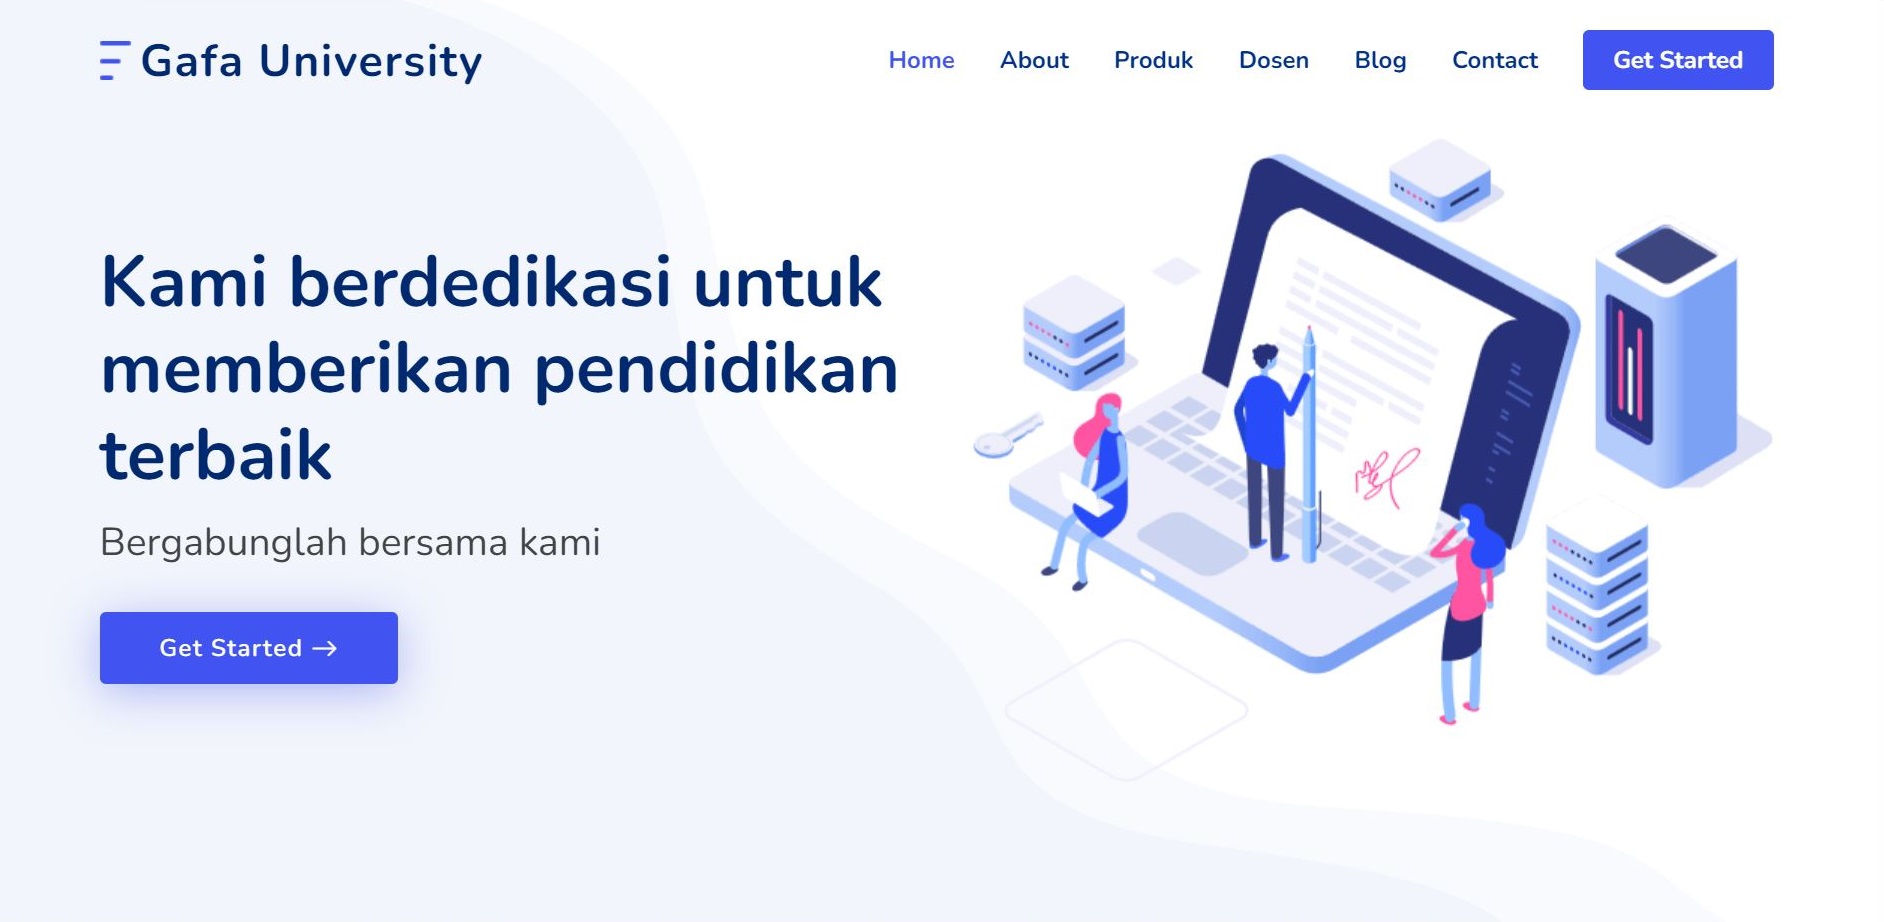 Gafa University
Home About Produk Dosen Blog Contact Get Started
Kami berdedikasi untuk
memberikan pendidikan
terbaik
Bergabunglah bersama kami
Get Started →